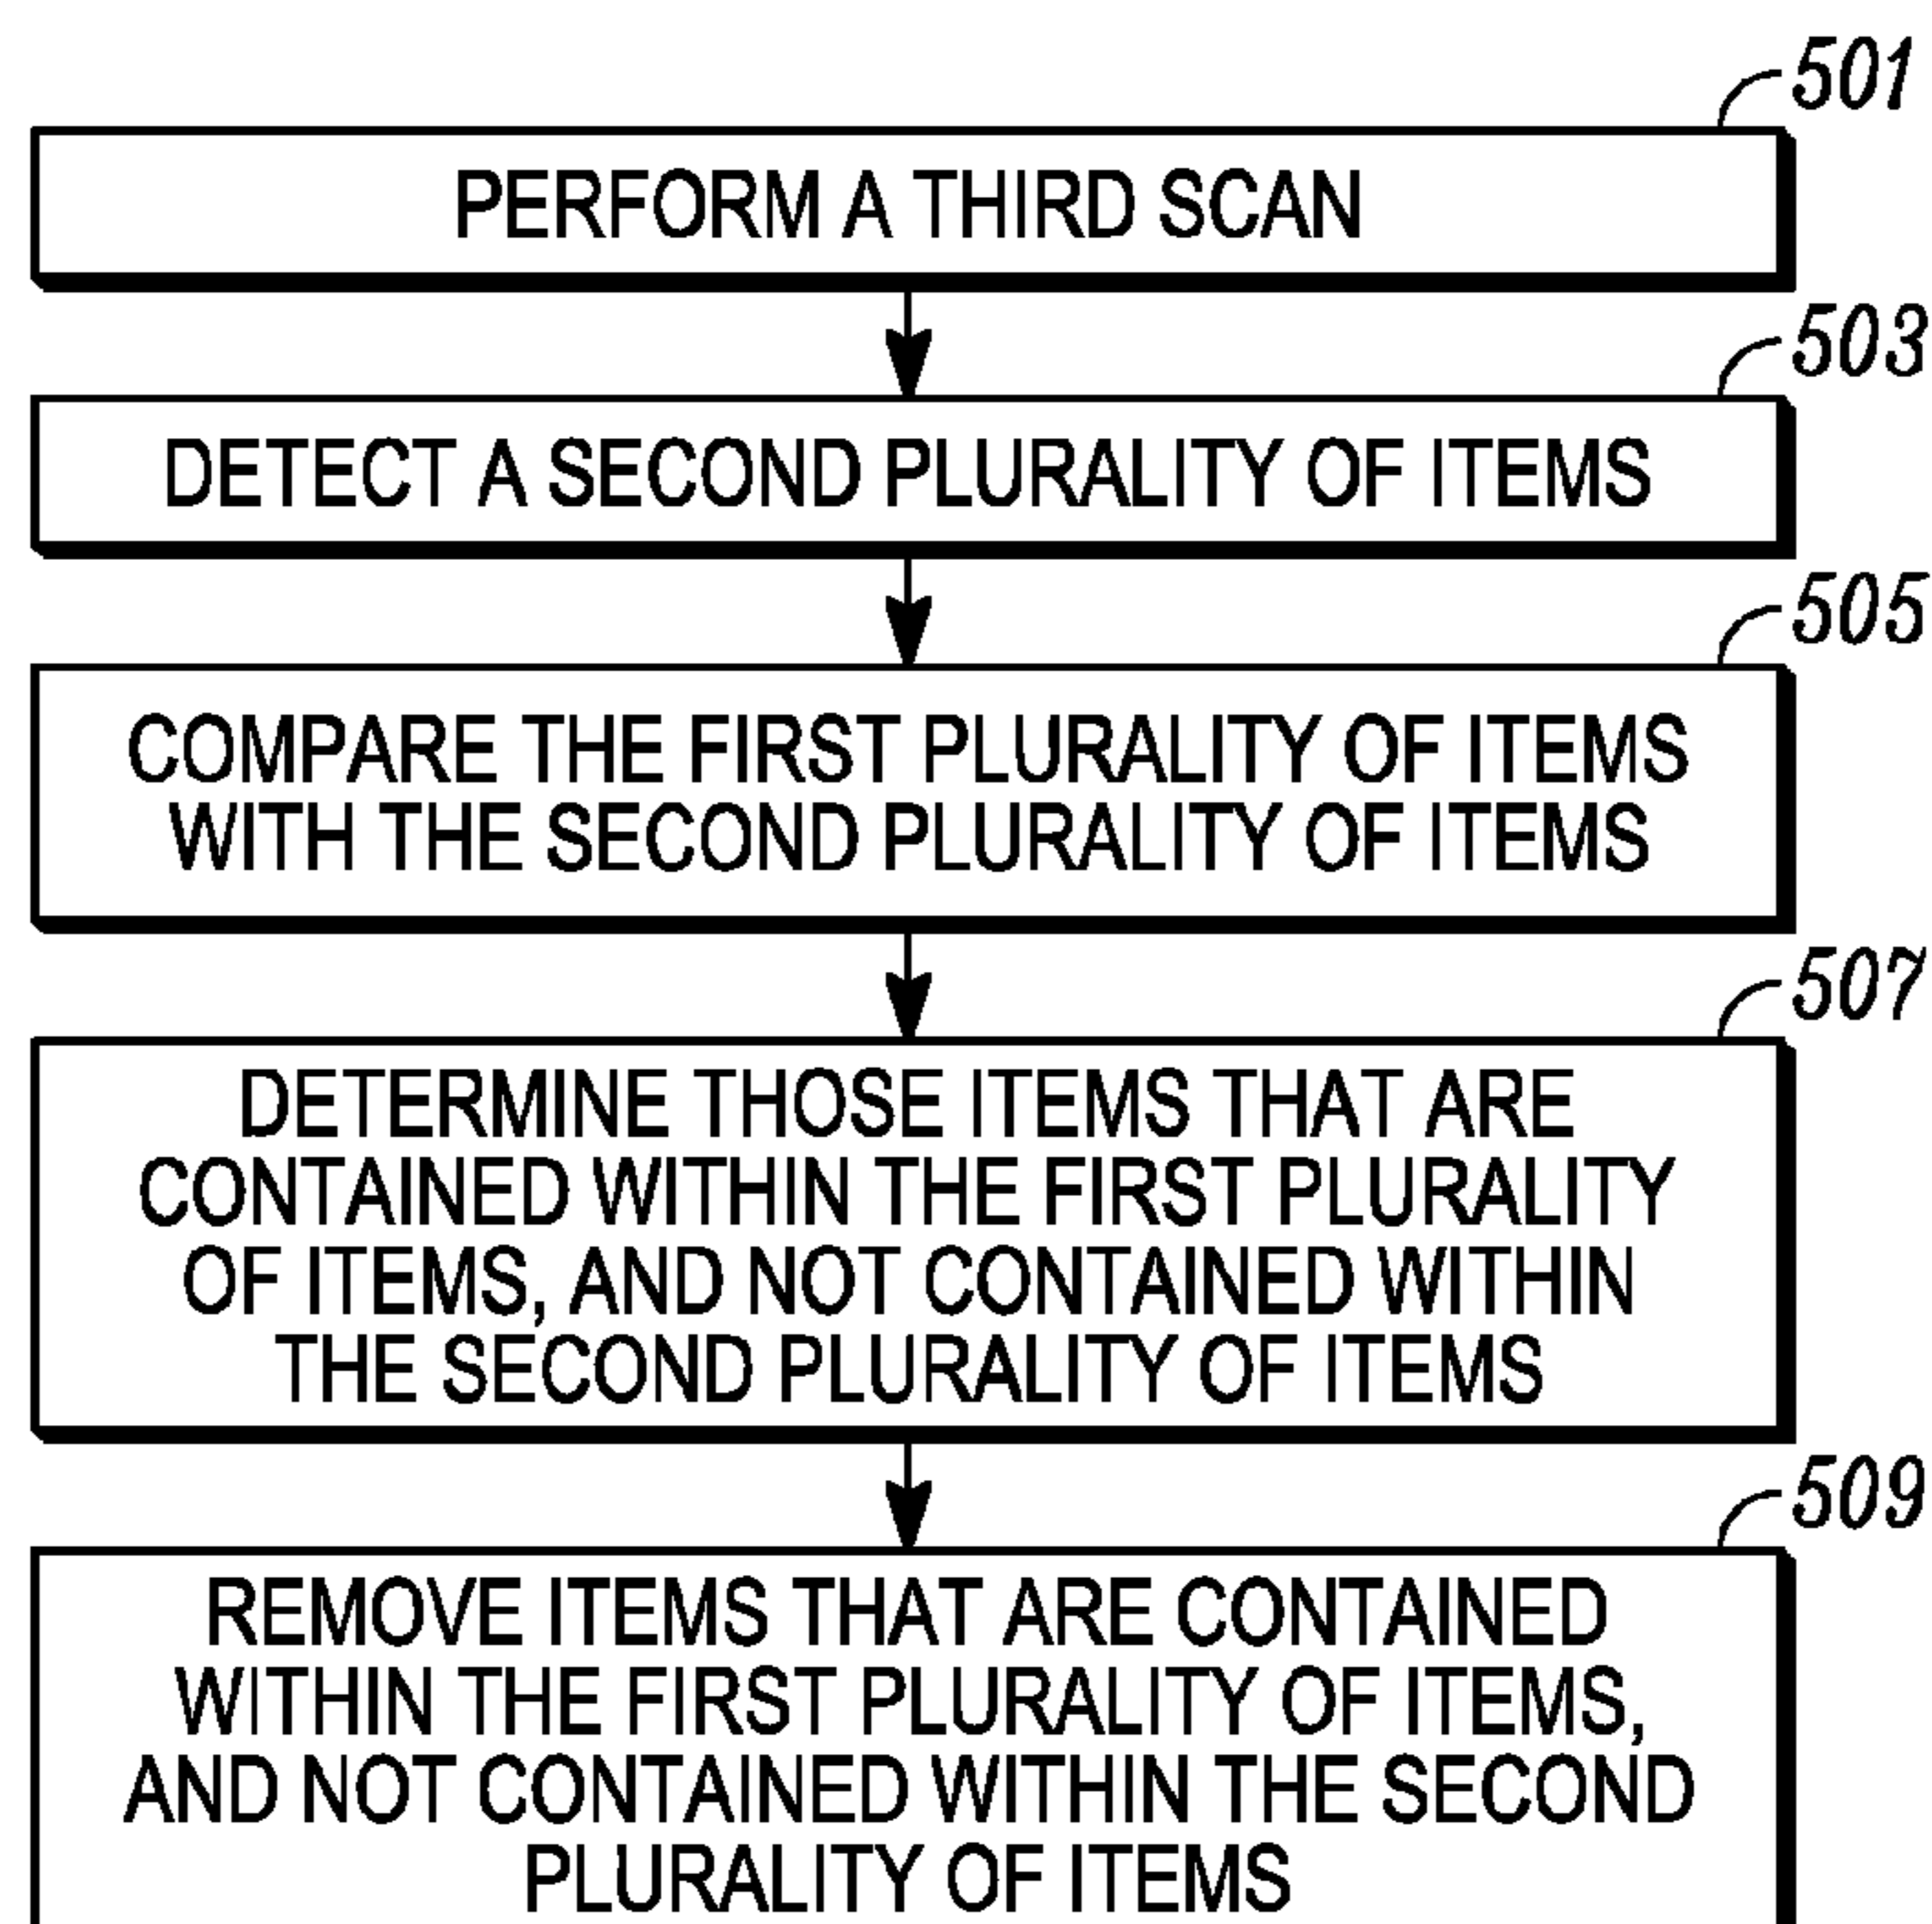 501
PERFORM A THIRD SCAN
503
DETECT A SECOND PLURALITY OF ITEMS
505
COMPARE THE FIRST PLURALITY OF ITEMS
WITH THE SECOND PLURALITY OF ITEMS
507
DETERMINE THOSE ITEMS THAT ARE
CONTAINED WITHIN THE FIRST PLURALITY
OF ITEMS, AND NOT CONTAINED WITHIN
THE SECOND PLURALITY OF ITEMS
509
REMOVE ITEMS THAT ARE CONTAINED
WITHIN THE FIRST PLURALITY OF ITEMS,
AND NOT CONTAINED WITHIN THE SECOND
PLURALITY OF ITEMS